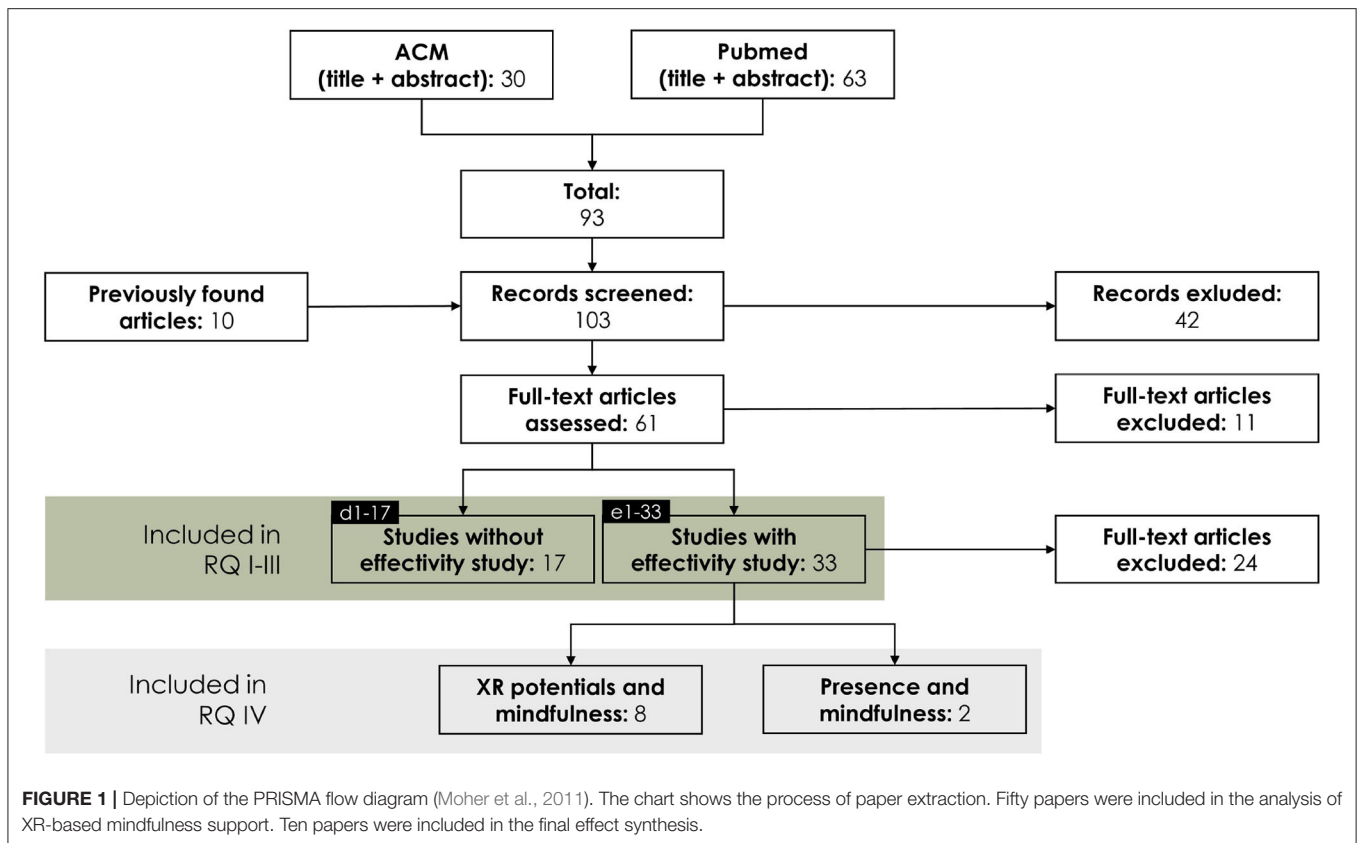 ACM
(title + abstract): 30
Pubmed
(title + abstract): 63
Total:
93
Previously found
articles: 10
Records screened:
103
Records exluded:
42
Full-text articles
assessed: 61
Full-text articles
excluded: 11
Included in
RQ I-III
d1-17
Studies without
effectivity study: 17
e1-33
Studies with
effectivity study: 33
Full-text articles
excluded: 24
Included in
RQ IV
XR potentials and
mindfulness: 8
Presence and
mindfulness: 2
FIGURE 1 | Depiction of the PRISMA flow diagram (Moher et al., 2011). The chart shows the process of paper extraction. Fifty papers were included in the analysis of
XR-based mindfulness support. Ten papers were included in the final effect synthesis.